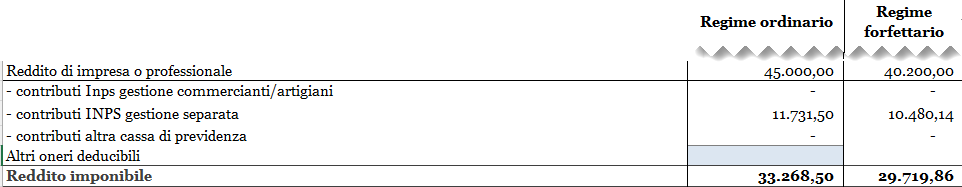 Regime ordinario Regime forfettario
Reddito di impresa o professionale 45.000,00 40.200,00
- contributi Inps gestione commercianti/artigiani - -
- contributi INPS gestione separata 11.731,50 10.480,14
- contributi altra cassa di previdenza - -
Altri oneri deducibili
Reddito imponibile 33.268,50 29.719,86